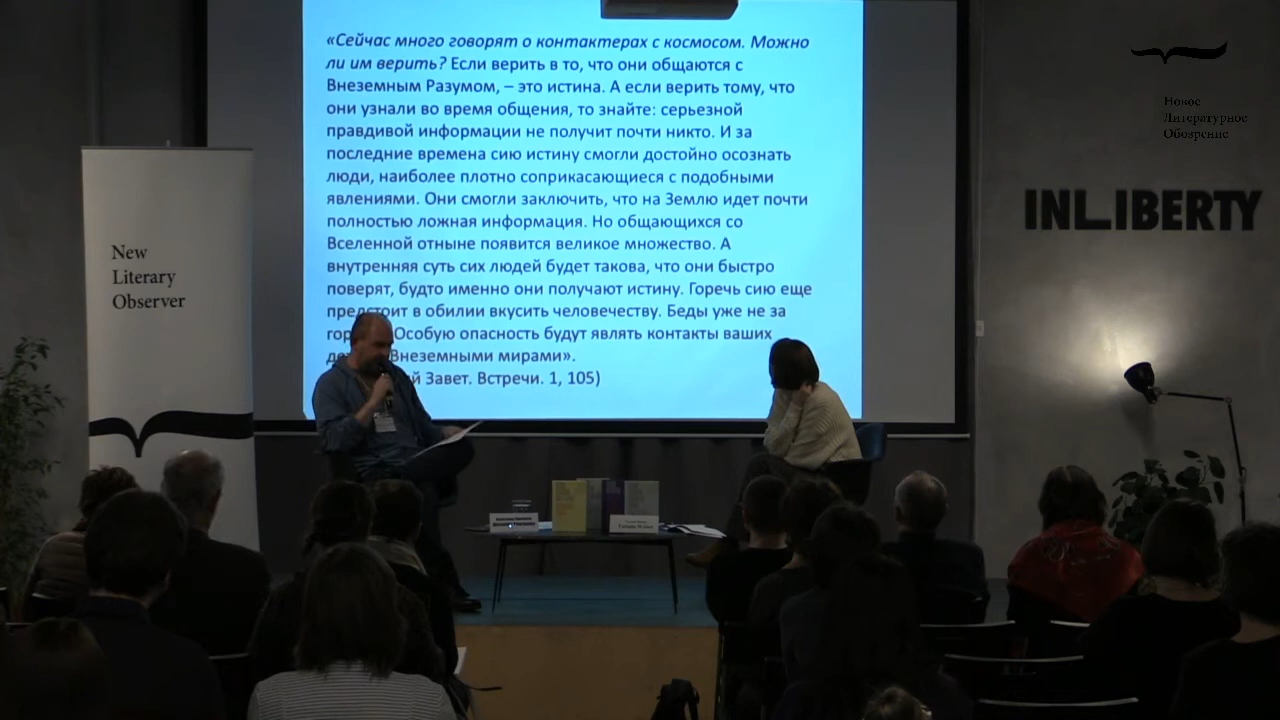 «Сейчас много говорят о контактерах с космосом. Можно
ли им верить? Если верить в то, что они общаются с
Внеземным Разумом, – это истина. А если верить тому, что
они узнали во время общения, то знайте: серьезной
правдивой информации не получит почти никто. И за
последние времена сию истину смогли достойно осознать
люди, наиболее плотно соприкасающиеся с подобными
явлениями. Они смогли заключить, что на Землю идет почти
полностью ложная информация. Но общающихся со
Вселенной отныне появится великое множество. А
внутренняя суть сих людей будет такова, что они быстро
поверят, будто именно они получают истину. Горечь сию еще
предстоит в обилии вкусить человечеству. Беды уже не за
Особую опасность будут являть контакты ваших
Внеземными мирами».
Завет. Встречи. 1, 105)
New
Literary
Observer
Новое
Литературное
Обозрение
INLIBERTY